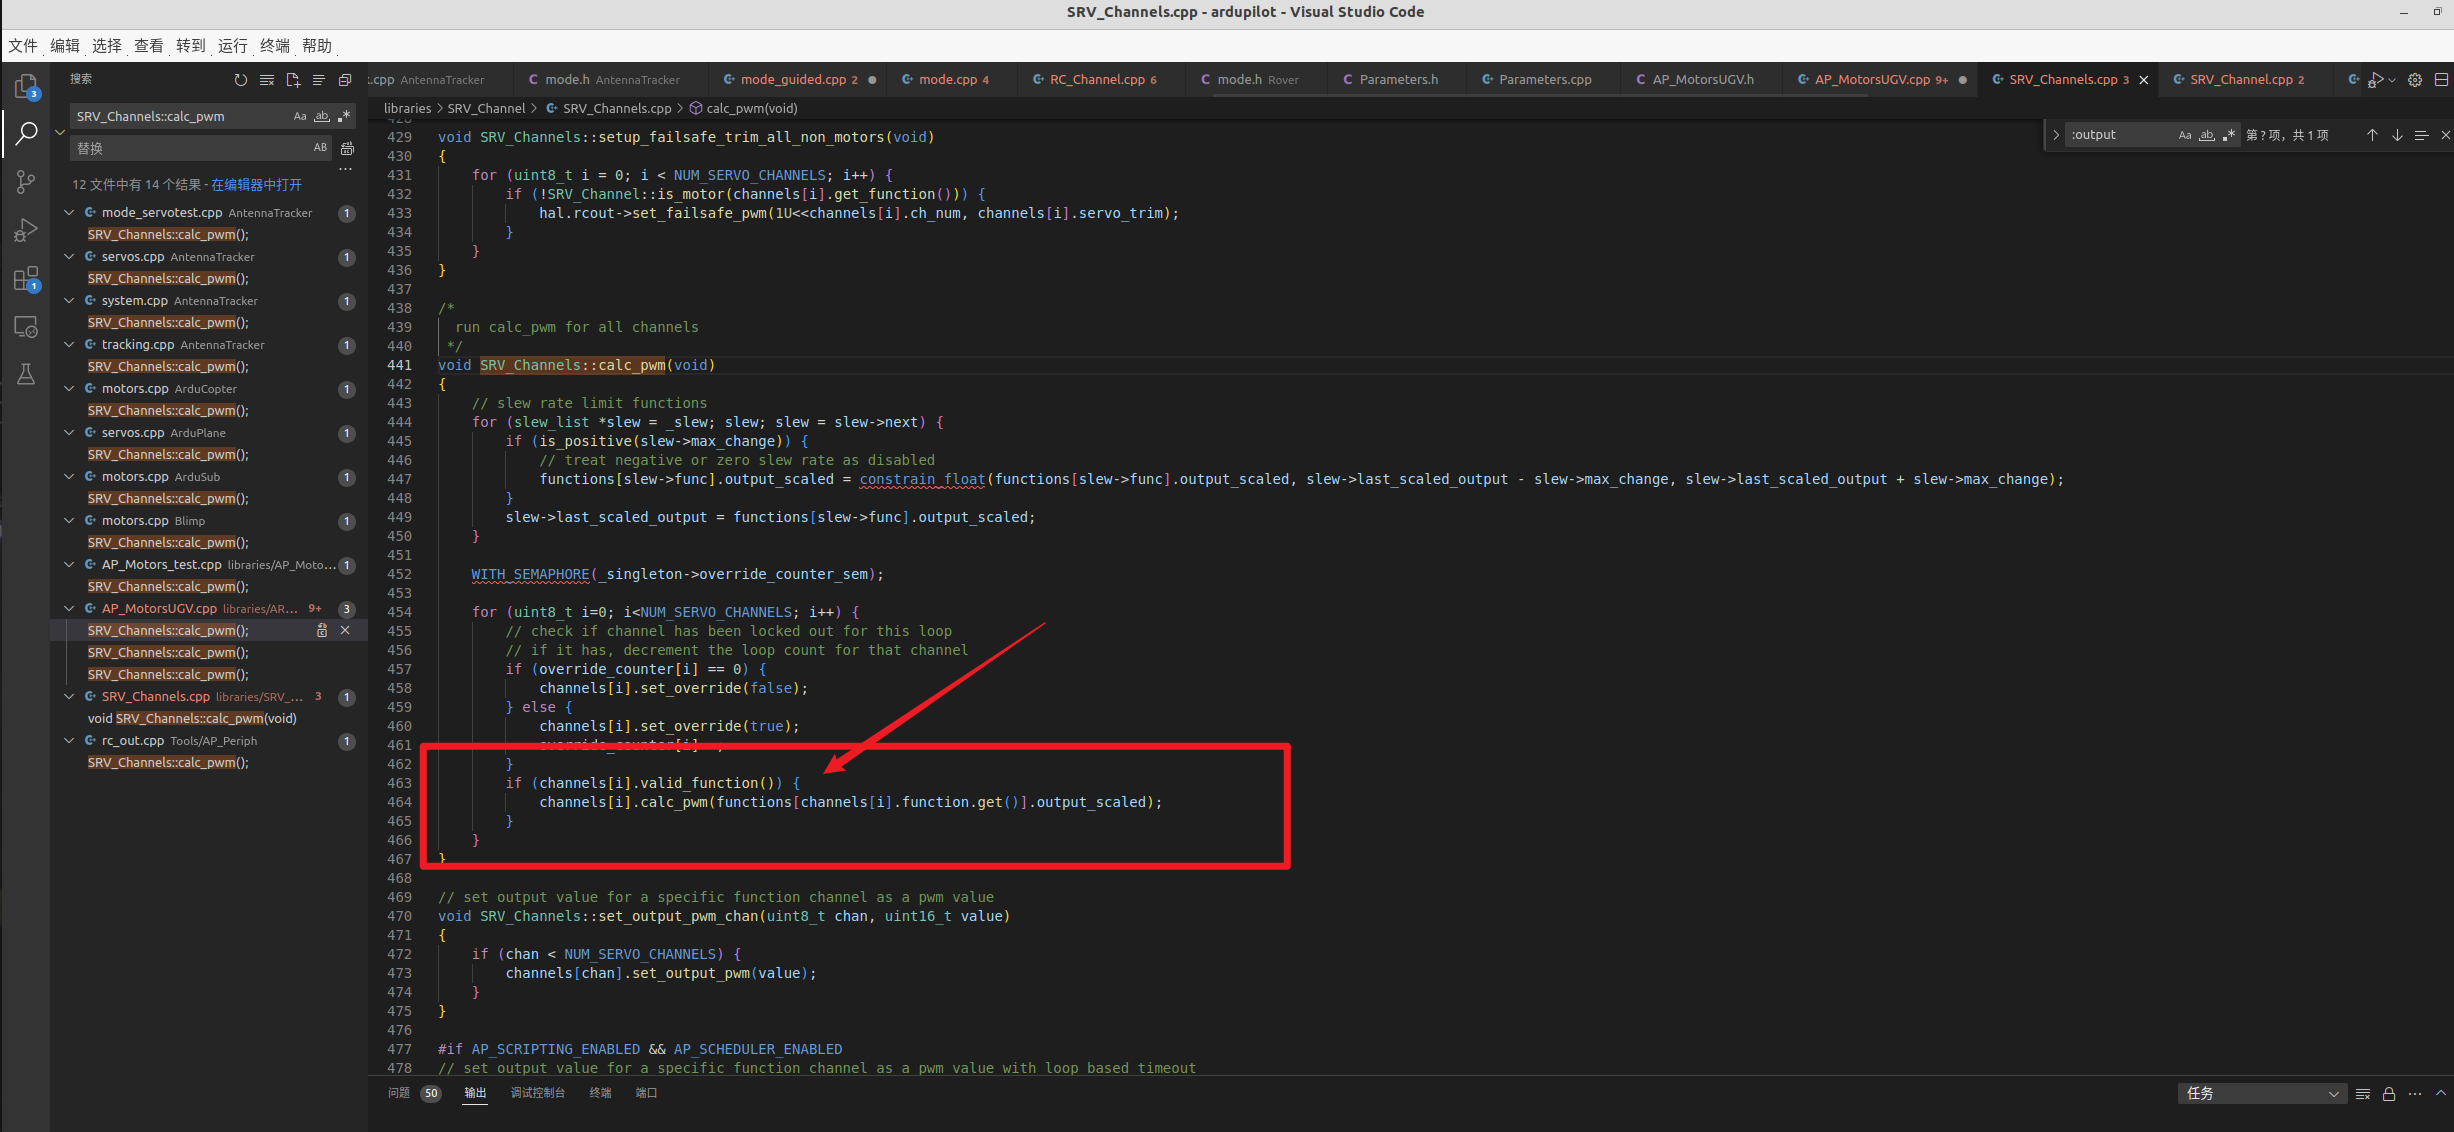 SRV_Channels.cpp - ardupilot - Visual Studio Code
文件 编辑 选择 查看 转到 运行 终端 帮助
搜索
.cpp AntennaTracker mode.h AntennaTracker mode_guided.cpp 2 mode.cpp 4 RC_Channel.cpp 6 mode.h Rover Parameters.h Parameters.cpp AP_MotorsUGV.h AP_MotorsUGV.cpp 9+ SRV_Channels.cpp 3 SRV_Channel.cpp 2
libraries > SRV_Channel > SRV_Channels.cpp > calc_pwm(void)
:output Aa ab 第 ? 项，共 1 项
3
1
SRV_Channels::calc_pwm Aa ab
替换 AB
12 文件中有 14 个结果 - 在编辑器中打开
mode_servotest.cpp AntennaTracker 1
SRV_Channels::calc_pwm();
servos.cpp AntennaTracker 1
SRV_Channels::calc_pwm();
system.cpp AntennaTracker 1
SRV_Channels::calc_pwm();
tracking.cpp AntennaTracker 1
SRV_Channels::calc_pwm();
motors.cpp ArduCopter 1
SRV_Channels::calc_pwm();
servos.cpp ArduPlane 1
SRV_Channels::calc_pwm();
motors.cpp ArduSub 1
SRV_Channels::calc_pwm();
motors.cpp Blimp 1
SRV_Channels::calc_pwm();
AP_Motors_test.cpp libraries/AP_Moto... 1
SRV_Channels::calc_pwm();
AP_MotorsUGV.cpp libraries/AR... 9+ 3
SRV_Channels::calc_pwm();
SRV_Channels::calc_pwm();
SRV_Channels::calc_pwm();
SRV_Channels.cpp libraries/SRV_... 3 1
void SRV_Channels::calc_pwm(void)
rc_out.cpp Tools/AP_Periph 1
SRV_Channels::calc_pwm();
429 void SRV_Channels::setup_failsafe_trim_all_non_motors(void)
430 {
431 for (uint8_t i = 0; i < NUM_SERVO_CHANNELS; i++) {
432 if (!SRV_Channel::is_motor(channels[i].get_function())) {
433 hal.rcout->set_failsafe_pwm(1U<<channels[i].ch_num, channels[i].servo_trim);
434 }
435 }
436 }
437
438 /*
439 run calc_pwm for all channels
440 */
441 void SRV_Channels::calc_pwm(void)
442 {
443 // slew rate limit functions
444 for (slew_list *slew = _slew; slew; slew = slew->next) {
445 if (is_positive(slew->max_change)) {
446 // treat negative or zero slew rate as disabled
447 functions[slew->func].output_scaled = constrain_float(functions[slew->func].output_scaled, slew->last_scaled_output - slew->max_change, slew->last_scaled_output + slew->max_change);
448 }
449 slew->last_scaled_output = functions[slew->func].output_scaled;
450 }
451
452 WITH_SEMAPHORE(_singleton->override_counter_sem);
453
454 for (uint8_t i=0; i<NUM_SERVO_CHANNELS; i++) {
455 // check if channel has been locked out for this loop
456 // if it has, decrement the loop count for that channel
457 if (override_counter[i] == 0) {
458 channels[i].set_override(false);
459 } else {
460 channels[i].set_override(true);
461
462 }
463 if (channels[i].valid_function()) {
464 channels[i].calc_pwm(functions[channels[i].function.get()].output_scaled);
465 }
466 }
467 }
468
469 // set output value for a specific function channel as a pwm value
470 void SRV_Channels::set_output_pwm_chan(uint8_t chan, uint16_t value)
471 {
472 if (chan < NUM_SERVO_CHANNELS) {
473 channels[chan].set_output_pwm(value);
474 }
475 }
476
477 #if AP_SCRIPTING_ENABLED && AP_SCHEDULER_ENABLED
478 // set output value for a specific function channel as a pwm value with loop based timeout
问题 50 输出 调试控制台 终端 端口
任务